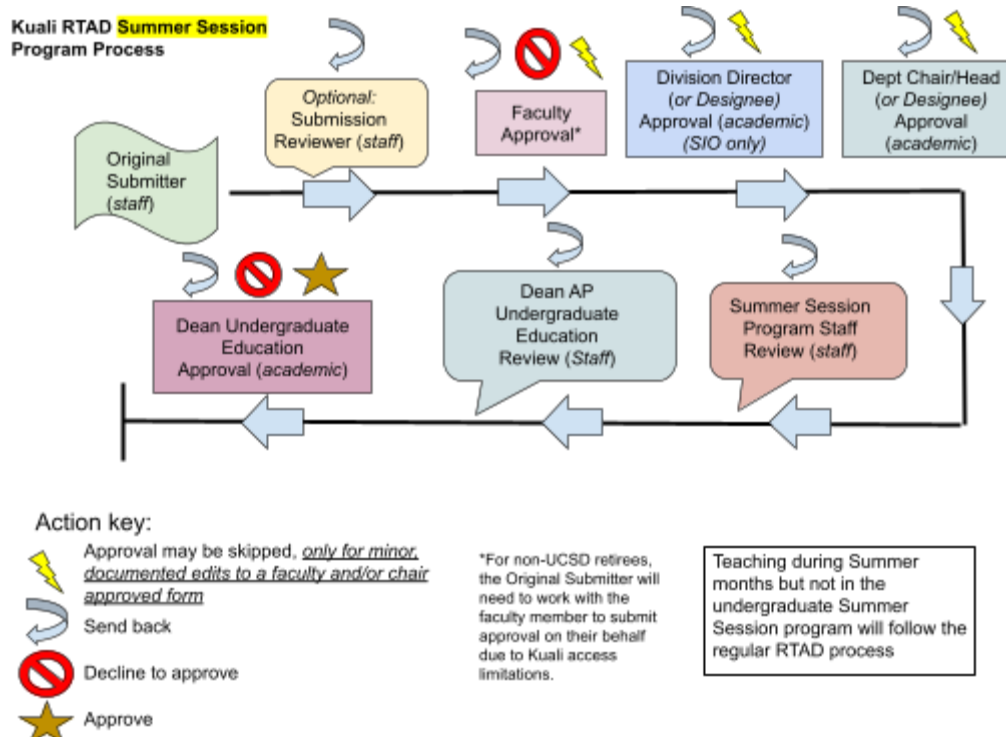 Kuali RTAD Summer Session
Program Process
Original
Submitter
(staff)
Optional:
Submission
Reviewer (staff)
Faculty
Approval*
Division Director
(or Designee)
Approval (academic)
(SIO only)
Dept Chair/Head
(or Designee)
Approval
(academic)
Dean Undergraduate
Education
Approval (academic)
Dean AP
Undergraduate
Education
Review (Staff)
Summer Session
Program Staff
Review (staff)
Action key:
Approval may be skipped, only for minor,
documented edits to a faculty and/or chair
approved form
Send back
Decline to approve
Approve
*For non-UCSD retirees,
the Original Submitter will
need to work with the
faculty member to submit
approval on their behalf
due to Kuali access
limitations.
Teaching during Summer
months but not in the
undergraduate Summer
Session program will follow the
regular RTAD process